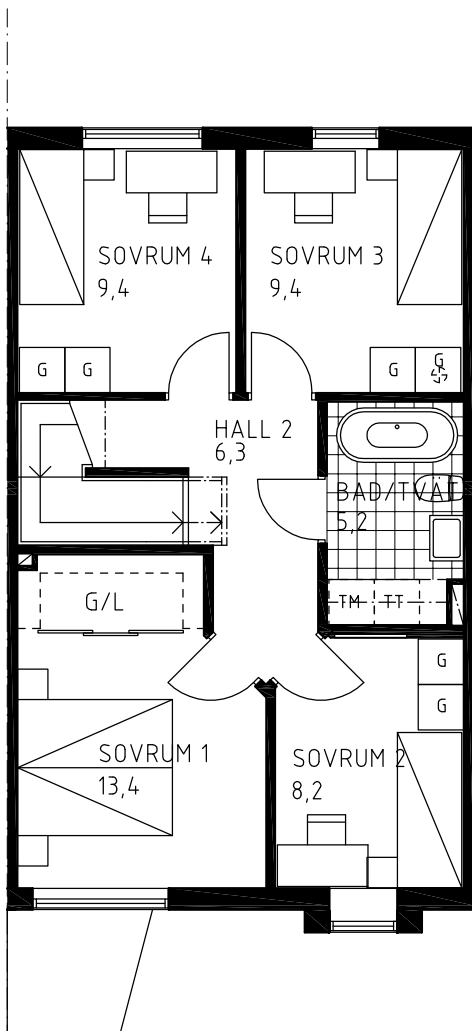 SOVRUM 4
9,4
SOVRUM 3
9,4
G G
G G
HALL 2
6,3
BAD/TVÄTT
5,2
G/L
TM TT
G
G
SOVRUM 1
13,4
SOVRUM 2
8,2